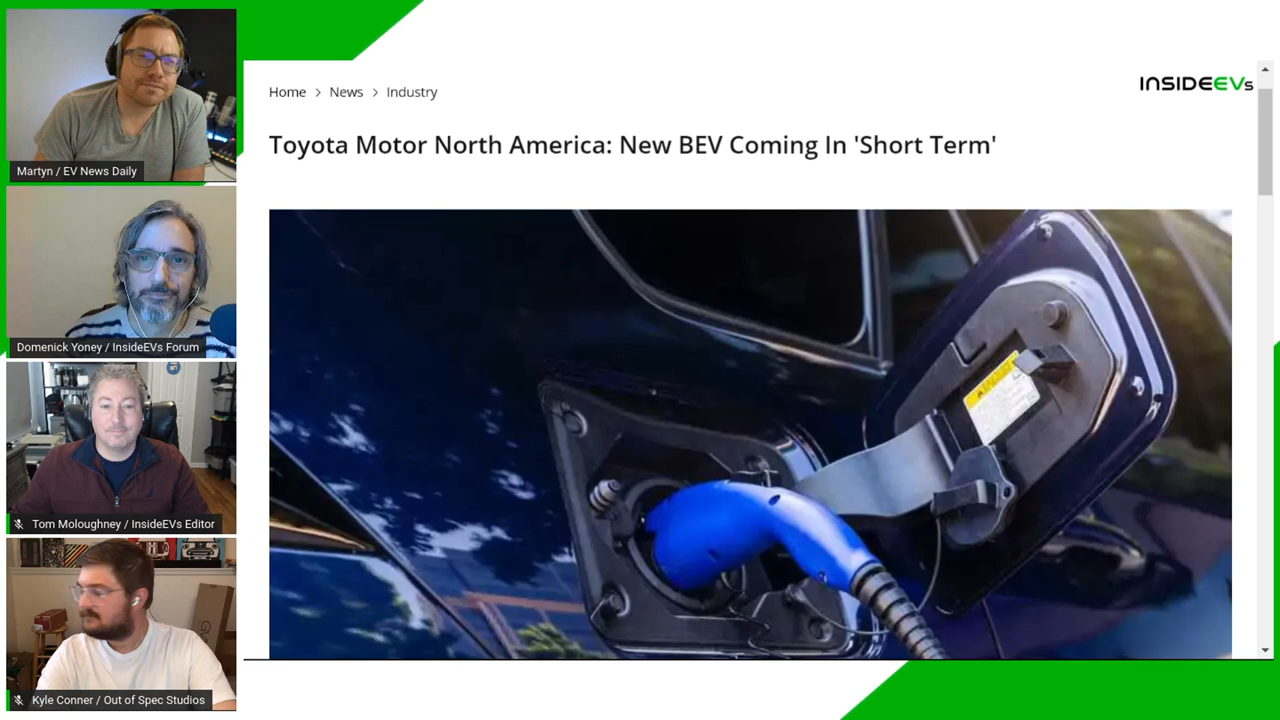 Martyn / EV News Daily
Domenick Yoney / InsideEVs Forum
Tom Moloughney / InsideEVs Editor
Kyle Conner / Out of Spec Studios
INSIDEEVs
Home > News > Industry
Toyota Motor North America: New BEV Coming In 'Short Term'